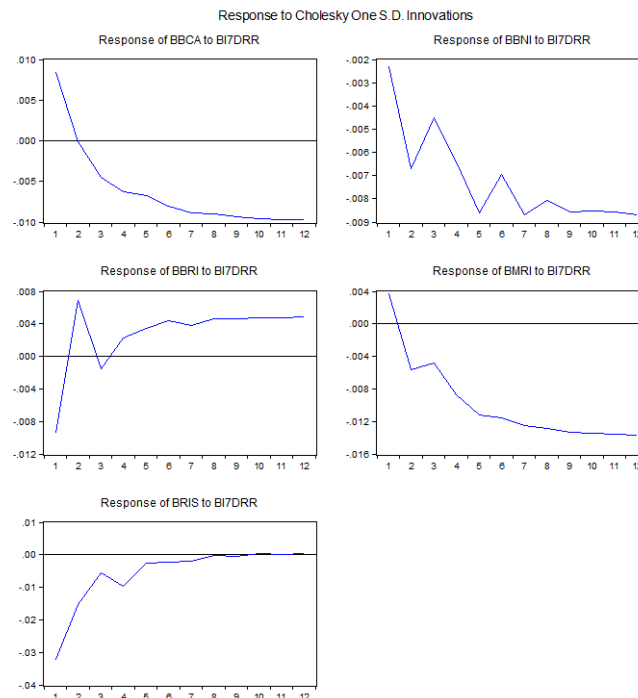 Response to Cholesky One S.D. Innovations
Response of BBCA to BI7DRR
.010
.005
.000
-.005
-.010
1 2 3 4 5 6 7 8 9 10 11 12
Response of BBNI to BI7DRR
-.002
-.003
-.004
-.005
-.006
-.007
-.008
-.009
1 2 3 4 5 6 7 8 9 10 11 12
Response of BBRI to BI7DRR
.008
.004
.000
-.004
-.008
-.012
1 2 3 4 5 6 7 8 9 10 11 12
Response of BMRI to BI7DRR
.004
.000
-.004
-.008
-.012
-.016
1 2 3 4 5 6 7 8 9 10 11 12
Response of BRIS to BI7DRR
.01
.00
-.01
-.02
-.03
-.04
1 2 3 4 5 6 7 8 9 10 11 12